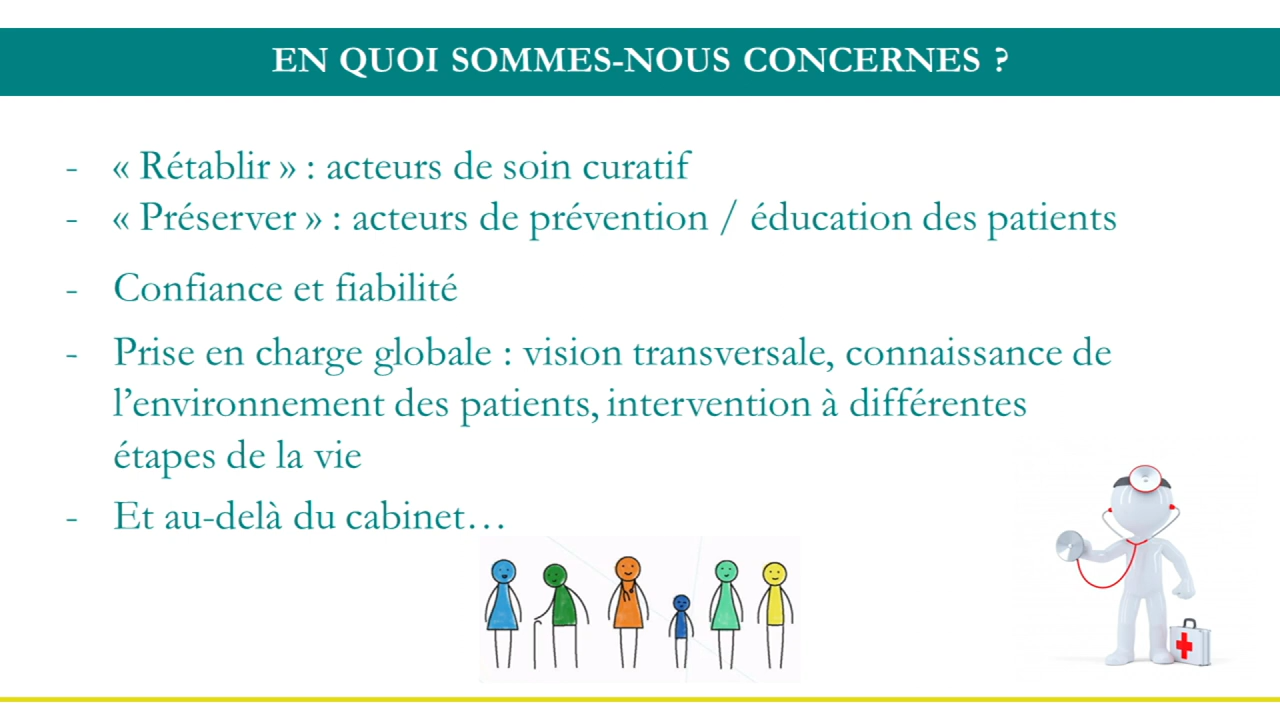 EN QUOI SOMMES-NOUS CONCERNES ?
- « Rétablir » : acteurs de soin curatif
- « Préserver » : acteurs de prévention / éducation des patients
- Confiance et fiabilité
- Prise en charge globale : vision transversale, connaissance de
l’environnement des patients, intervention à différentes
étapes de la vie
- Et au-delà du cabinet…